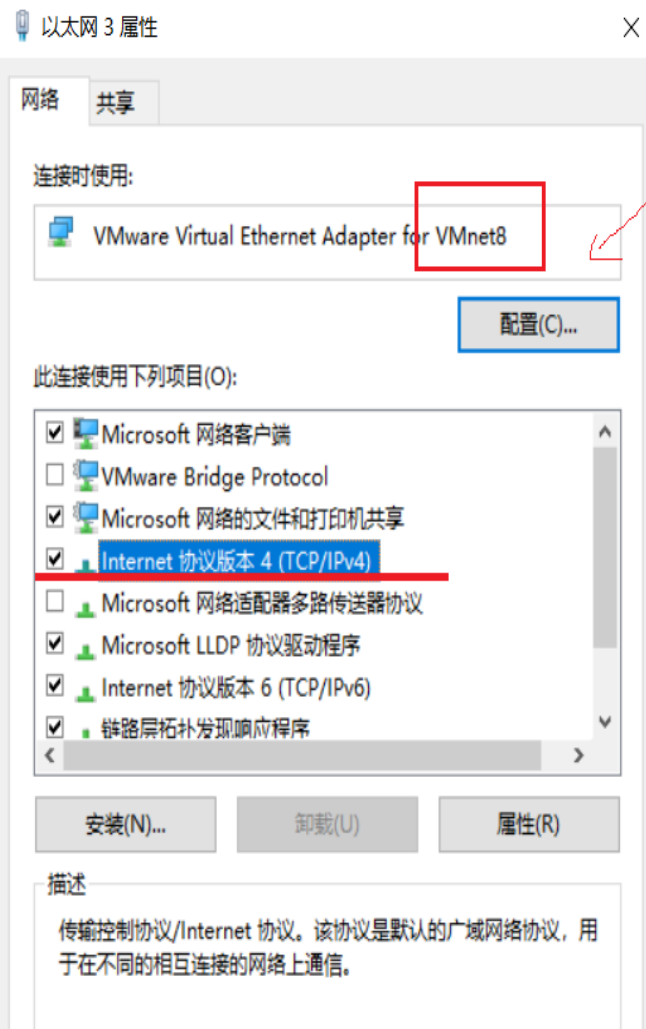 以太网 3 属性
网络
共享
连接时使用:
VMware Virtual Ethernet Adapter for VMnet8
配置(C)...
此连接使用下列项目(O):
Microsoft 网络客户端
VMware Bridge Protocol
Microsoft 网络的文件和打印机共享
Internet 协议版本 4 (TCP/IPv4)
Microsoft 网络适配器多路传送器协议
Microsoft LLDP 协议驱动程序
Internet 协议版本 6 (TCP/IPv6)
链路层拓扑发现响应程序
安装(N)...
卸载(U)
属性(R)
描述
传输控制协议/Internet 协议。该协议是默认的广域网络协议，用
于在不同的相互连接的网络上通信。